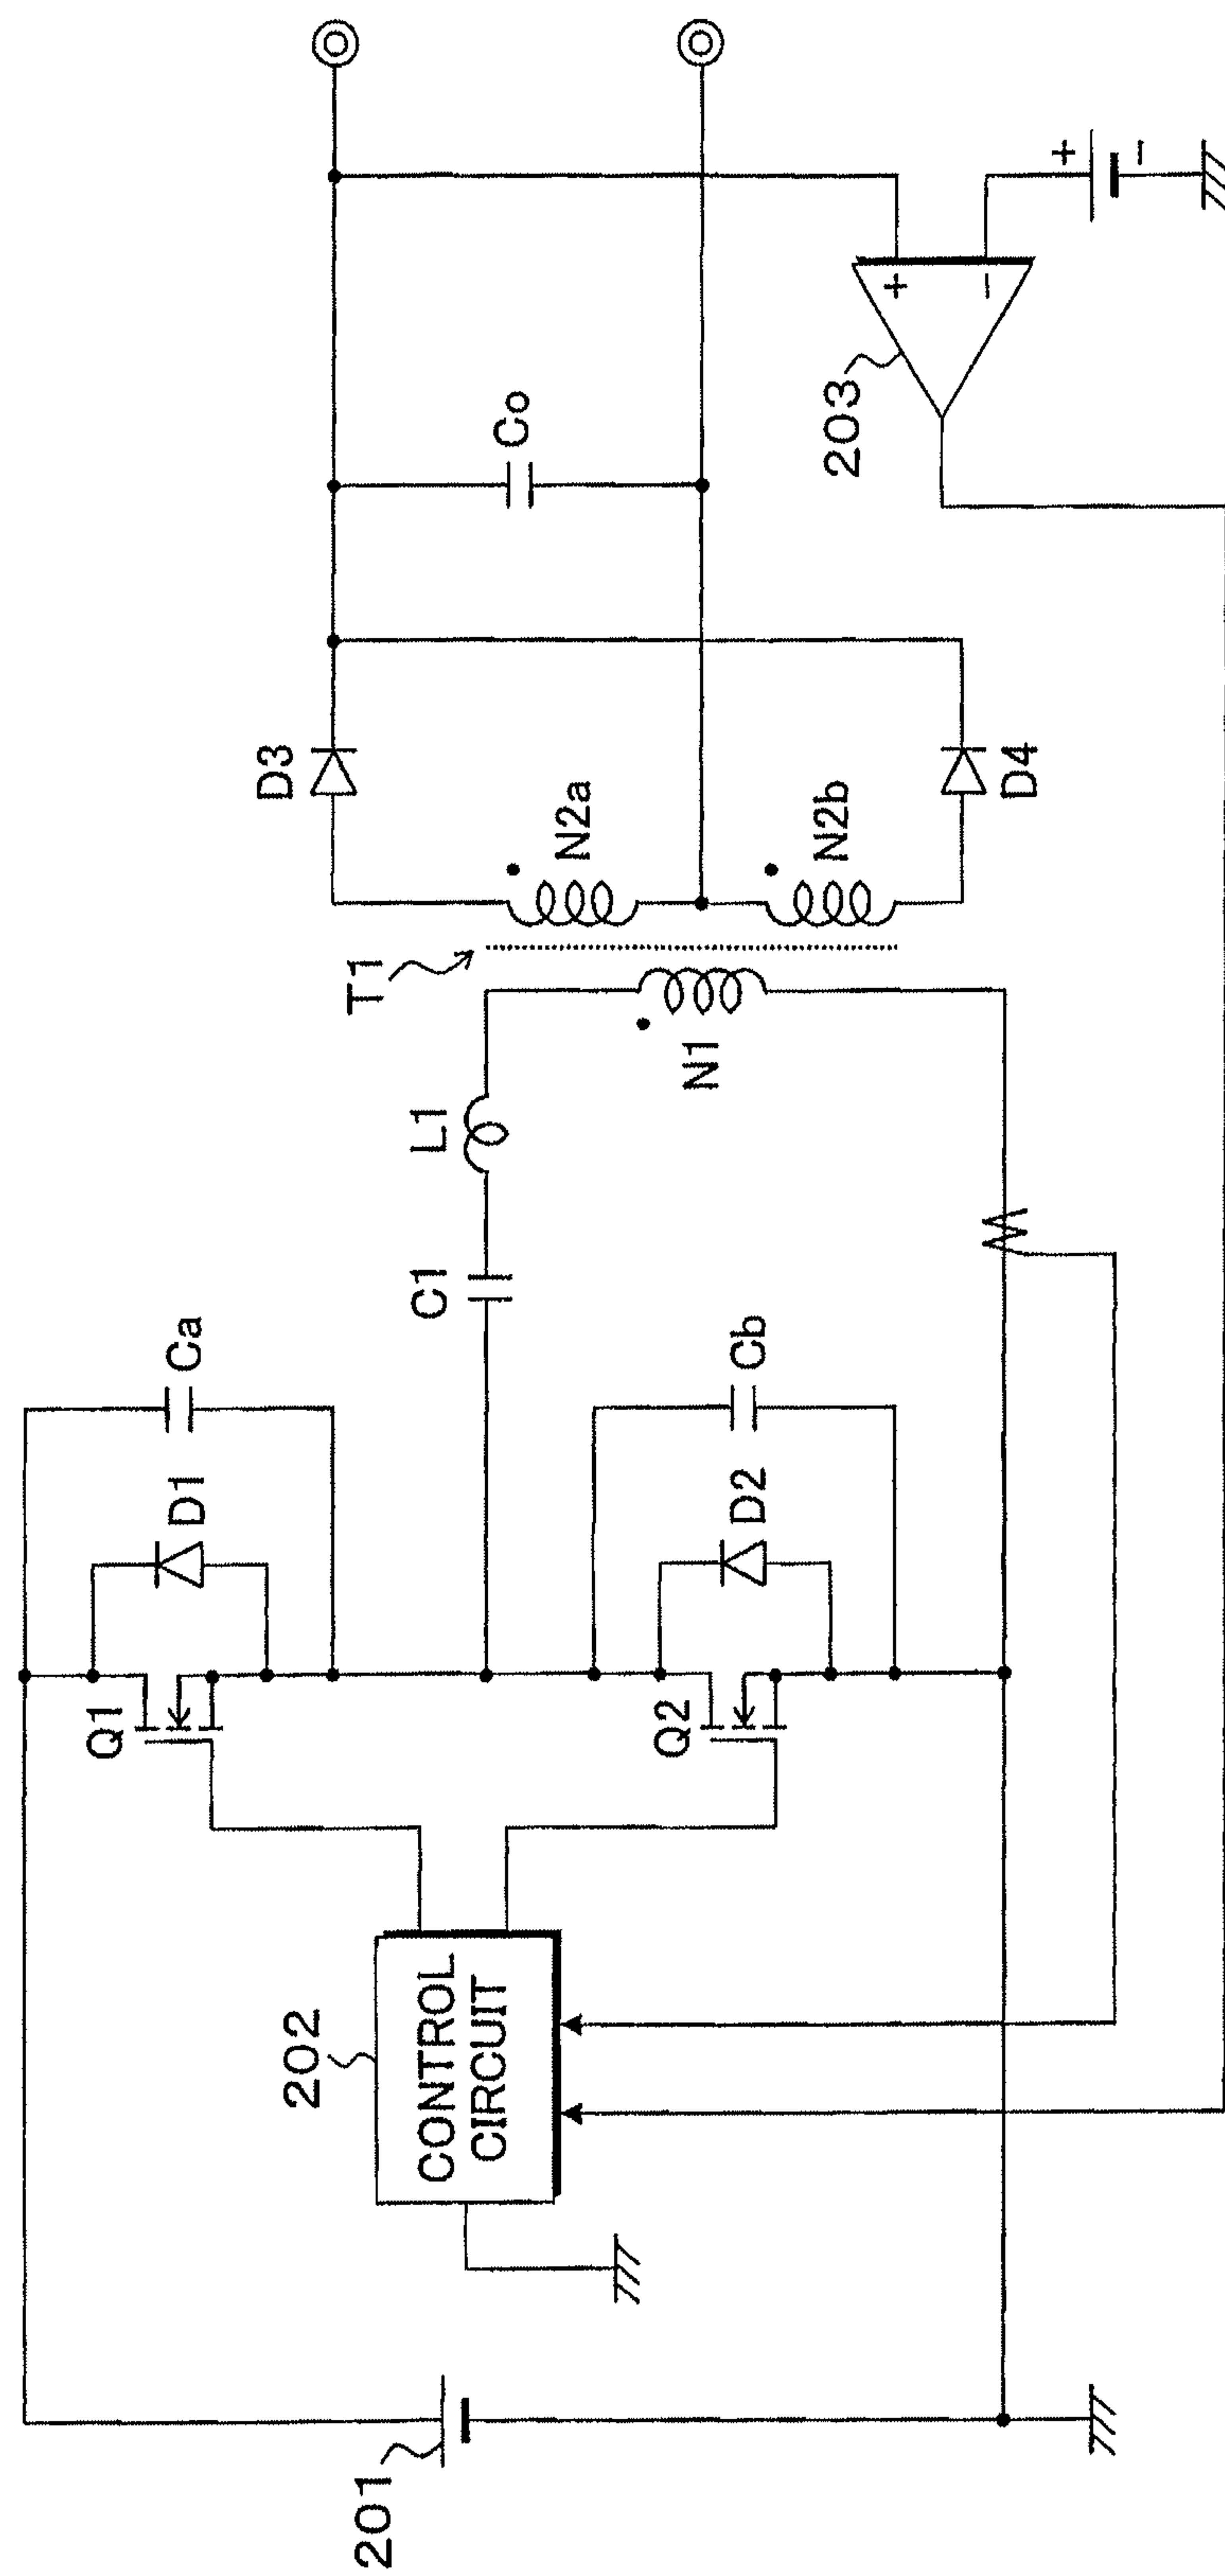 201
202
CONTROL
CIRCUIT
Q1
D1
Ca
Q2
D2
Cb
C1
L1
T1
N1
N2a
N2b
D3
D4
Co
203
+
−
+
−